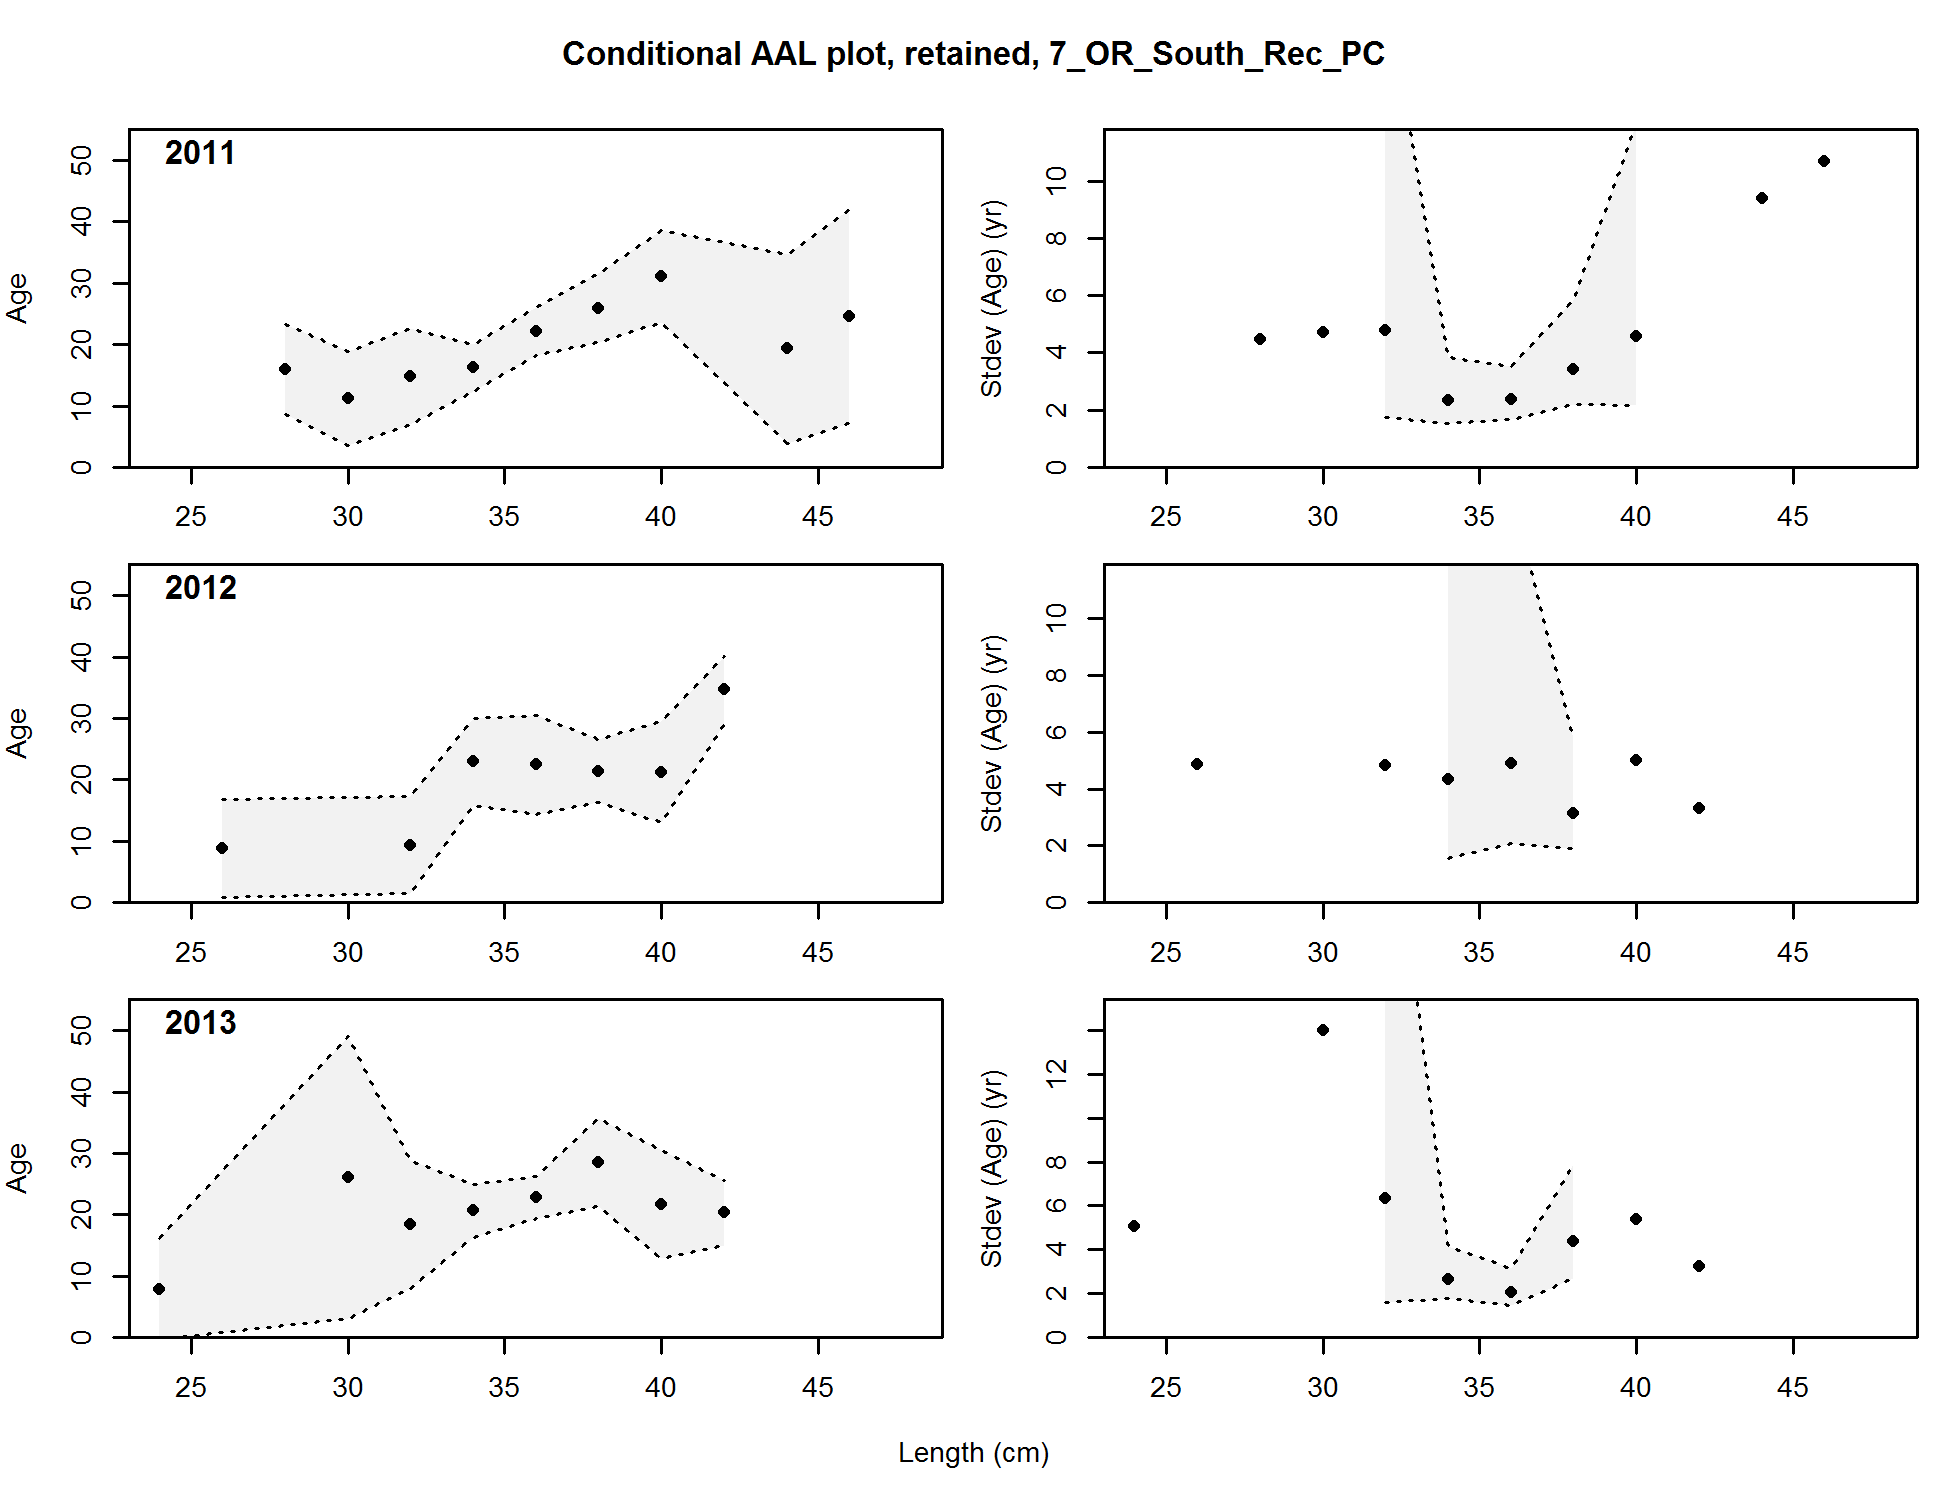 Conditional AAL plot, retained, 7_OR_South_Rec_PC
2011
Age
0 10 20 30 40 50
25 30 35 40 45
Stdev (Age) (yr)
0 2 4 6 8 10
25 30 35 40 45
2012
Age
0 10 20 30 40 50
25 30 35 40 45
Stdev (Age) (yr)
0 2 4 6 8 10
25 30 35 40 45
2013
Age
0 10 20 30 40 50
25 30 35 40 45
Stdev (Age) (yr)
0 2 4 6 8 12
25 30 35 40 45
Length (cm)